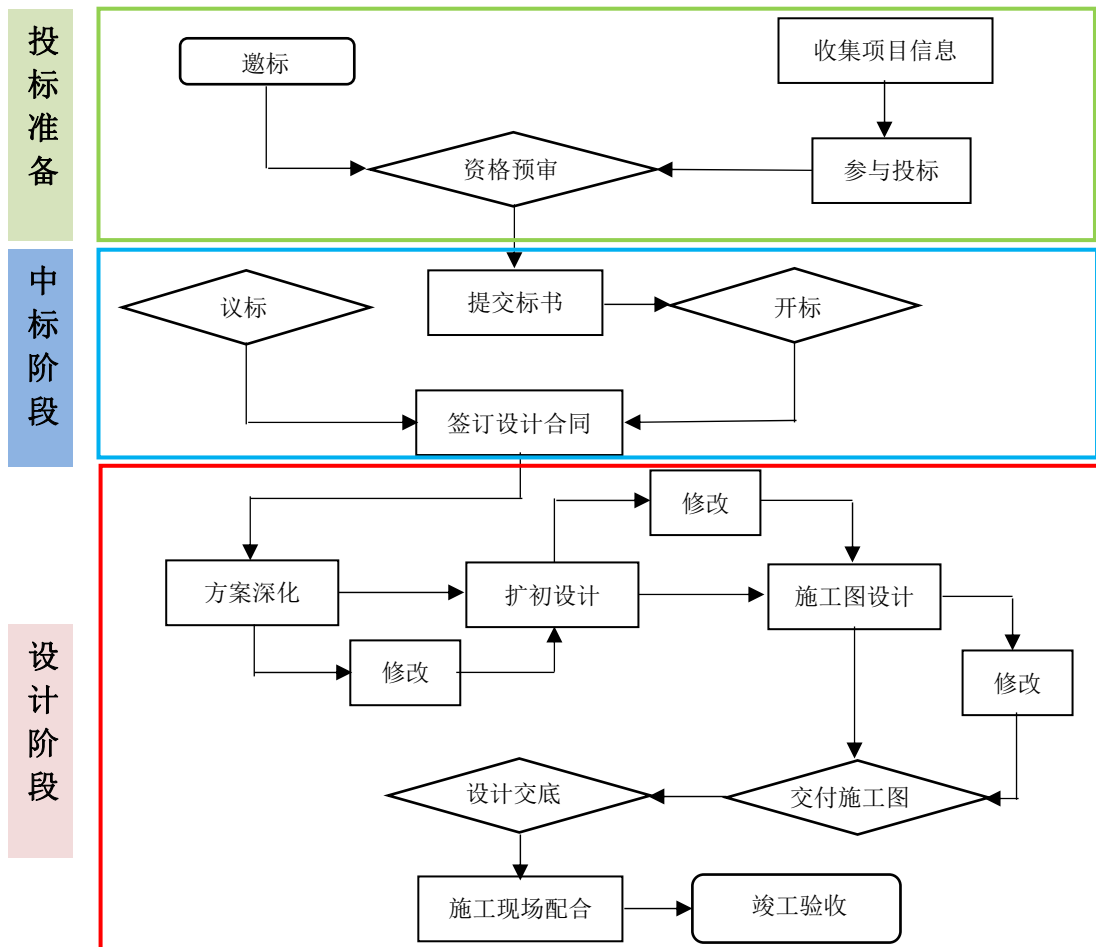 投标准备
邀标
收集项目信息
资格预审
参与投标
中标阶段
议标
提交标书
开标
签订设计合同
设计阶段
修改
方案深化
扩初设计
施工图设计
修改
修改
设计交底
交付施工图
施工现场配合
竣工验收